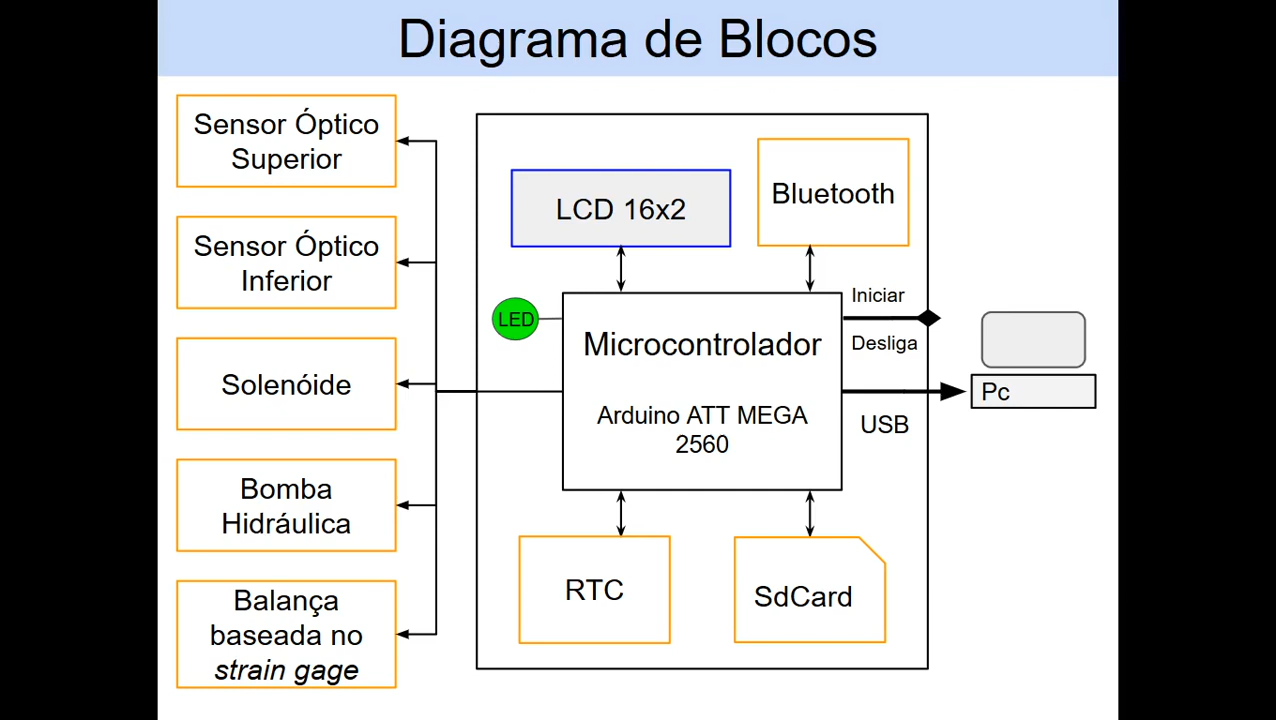 Diagrama de Blocos
Sensor Óptico
Superior
Sensor Óptico
Inferior
Solenóide
Bomba
Hidráulica
Balança
baseada no
strain gage
LCD 16x2
Bluetooth
LED
Microcontrolador
Arduino ATT MEGA
2560
Iniciar
Desliga
USB
Pc
RTC
SdCard